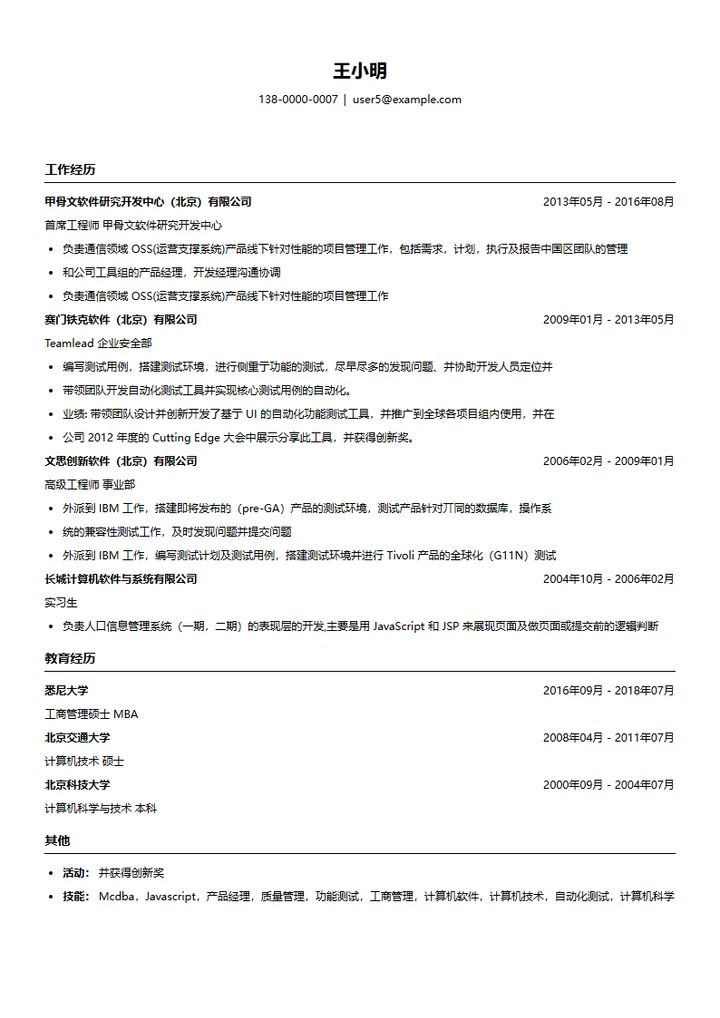 王小明
138-0000-0007 | user5@example.com
工作经历
甲骨文软件研究开发中心（北京）有限公司 2013年05月 - 2016年08月
首席工程师 甲骨文软件研究开发中心
• 负责通信领域 OSS(运营支撑系统)产品线下针对性能的项目管理工作，包括需求，计划，执行及报告中国区团队的管理
• 和公司工具组的产品经理，开发经理沟通协调
• 负责通信领域 OSS(运营支撑系统)产品线下针对性能的项目管理工作
赛门铁克软件（北京）有限公司 2009年01月 - 2013年05月
Teamlead 企业安全部
• 编写测试用例，搭建测试环境，进行侧重亍功能的测试，尽早尽多的发现问题、并协助开发人员定位并
• 带领团队开发自动化测试工具并实现核心测试用例的自动化。
• 业绩: 带领团队设计并创新开发了基于 UI 的自动化功能测试工具，并推广到全球各项目组内使用，并在
• 公司 2012 年度的 Cutting Edge 大会中展示分享此工具，并获得创新奖。
文思创新软件（北京）有限公司 2006年02月 - 2009年01月
高级工程师 事业部
• 外派到 IBM 工作，搭建即将发布的（pre-GA）产品的测试环境，测试产品针对丌同的数据库，操作系
• 统的兼容性测试工作，及时发现问题并提交问题
• 外派到 IBM 工作，编写测试计划及测试用例，搭建测试环境并进行 Tivoli 产品的全球化（G11N）测试
长城计算机软件与系统有限公司 2004年10月 - 2006年02月
实习生
• 负责人口信息管理系统（一期，二期）的表现层的开发,主要是用 JavaScript 和 JSP 来展现页面及做页面或提交前的逻辑判断
教育经历
悉尼大学 2016年09月 - 2018年07月
工商管理硕士 MBA
北京交通大学 2008年04月 - 2011年07月
计算机技术 硕士
北京科技大学 2000年09月 - 2004年07月
计算机科学与技术 本科
其他
• 活动： 并获得创新奖
• 技能： Mcdba，Javascript，产品经理，质量管理，功能测试，工商管理，计算机软件，计算机技术，自动化测试，计算机科学